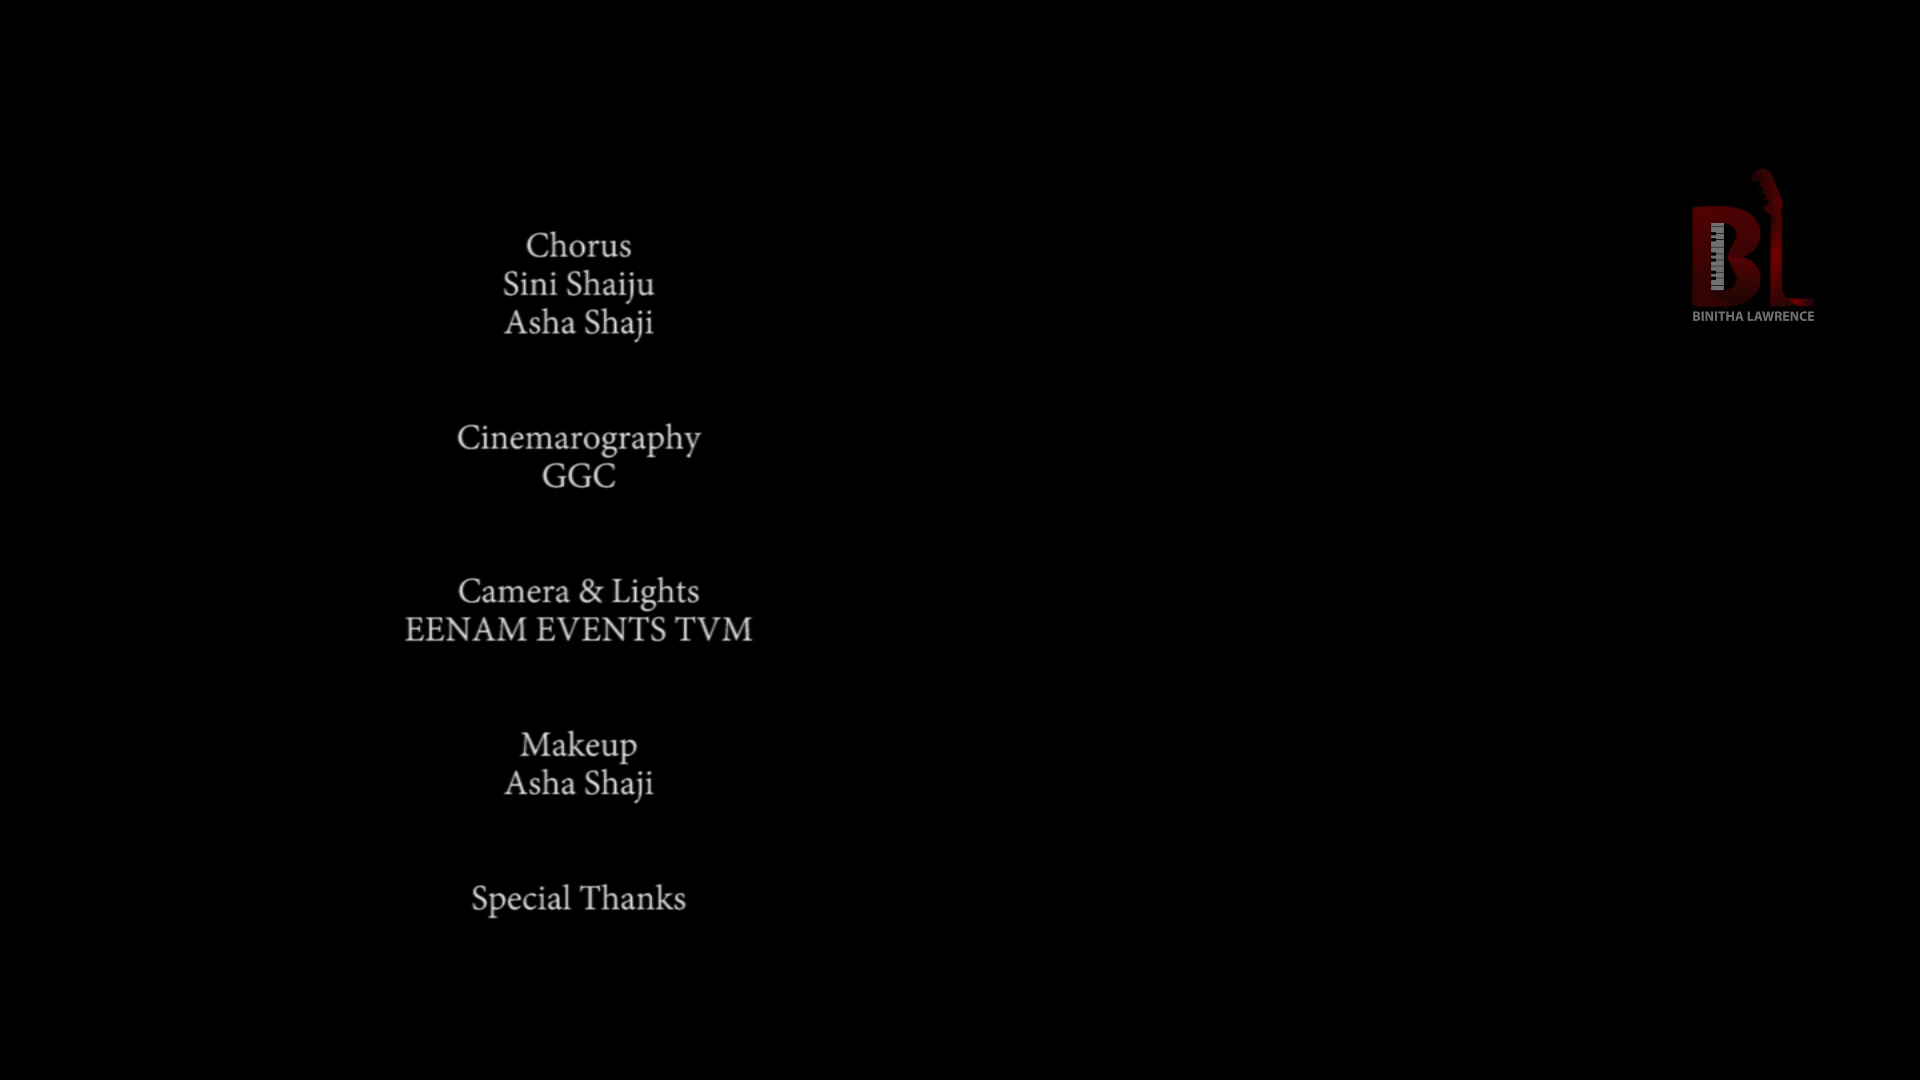 Chorus
Sini Shaiju
Asha Shaji
Cinemarography
GGC
Camera & Lights
EENAM EVENTS TVM
Makeup
Asha Shaji
Special Thanks
BL
BINITHA LAWRENCE